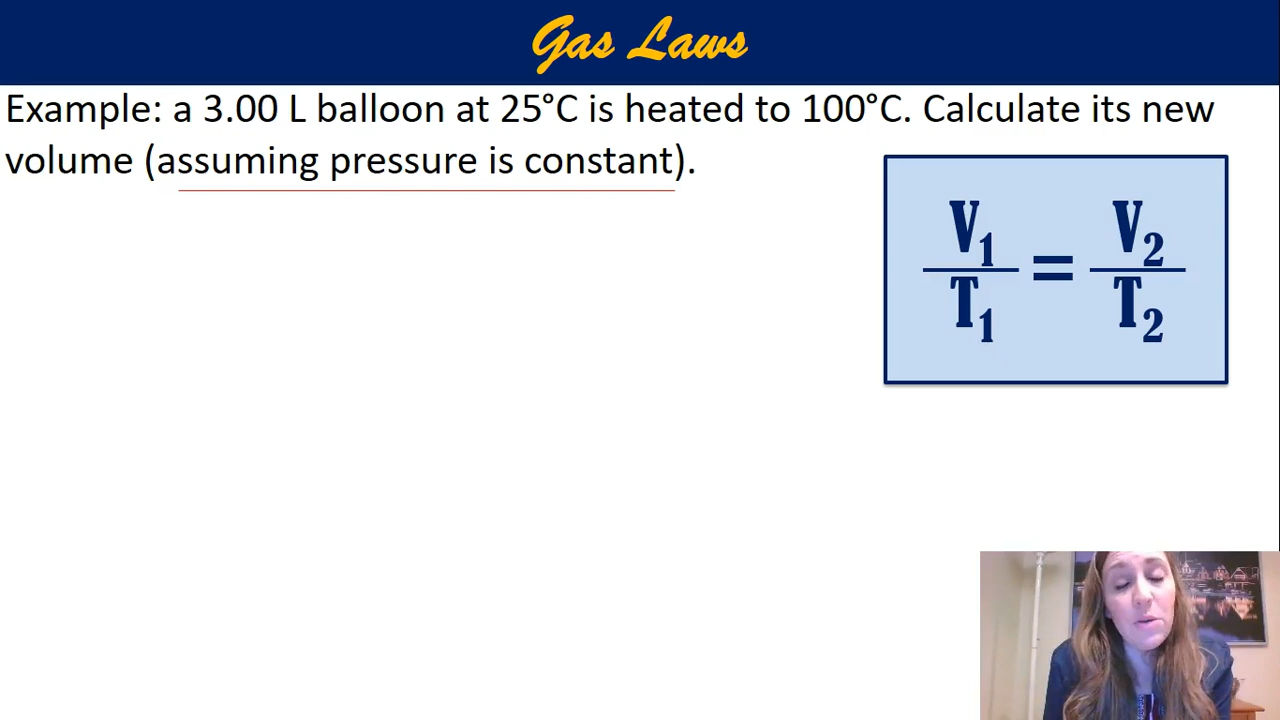 Gas Laws
Example: a 3.00 L balloon at 25°C is heated to 100°C. Calculate its new
volume (assuming pressure is constant).
V₁ = V₂
T₁ T₂